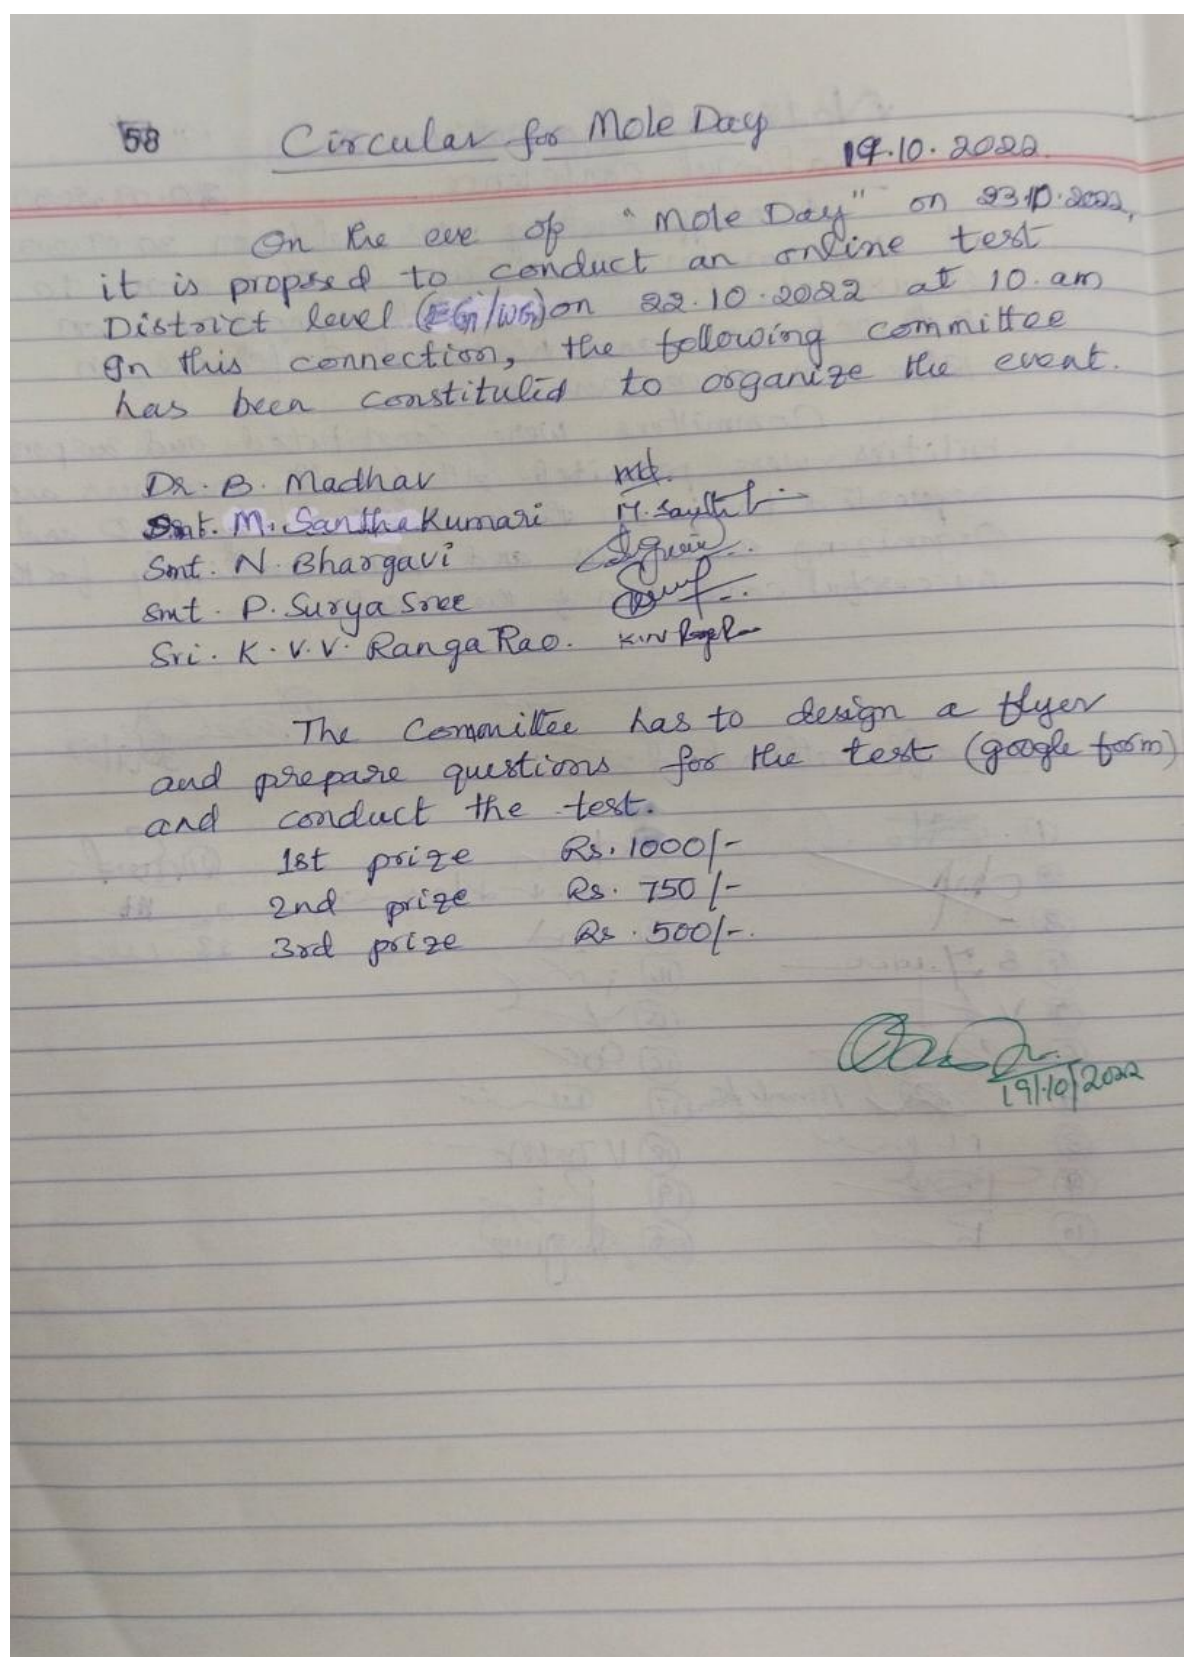 58 Circular for Mole Day
19.10.2022.
On the eve of "Mole Day" on 23.10.2022,
it is propsed to conduct an online test
District level (EG/WG) on 22.10.2022 at 10.am
In this connection, the following committee
has been constituted to organize the event.
Dr. B. Madhav
Smt. M. Santha Kumari
Smt. N. Bhargavi
Smt. P. Surya Sree
Sri. K.V.V. Ranga Rao.
The Committee has to design a flyer
and prepare questions for the test (google form)
and conduct the test.
1st prize Rs. 1000/-
2nd prize Rs. 750/-
3rd prize Rs. 500/-.
19/10/2022